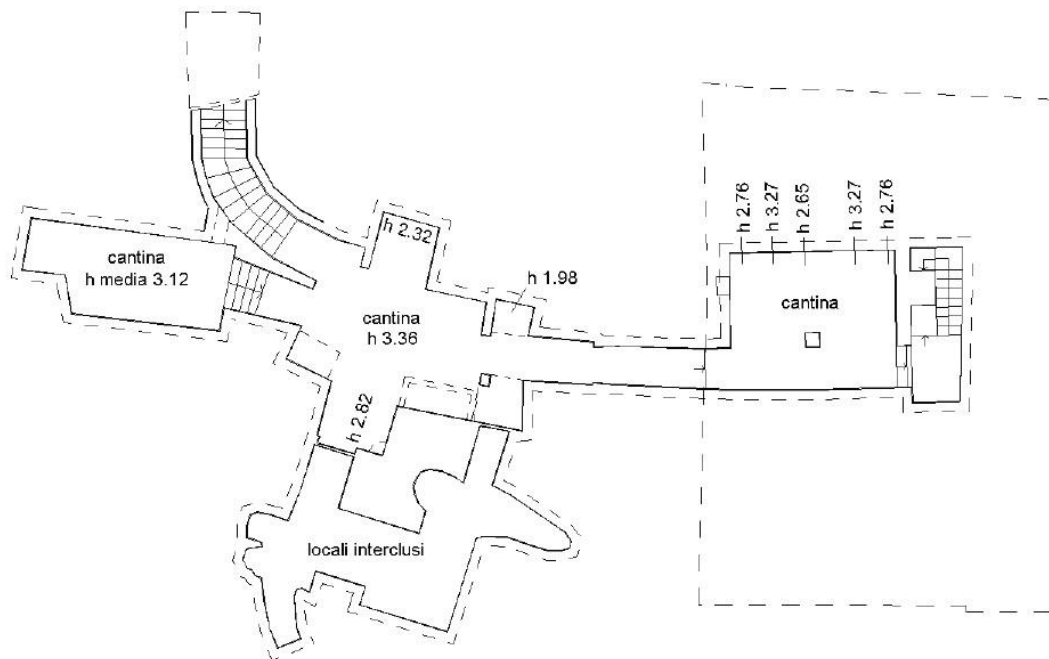 h 2.76
h 3.27
h 2.65
h 3.27
h 2.76
h 2.32
cantina
h media 3.12
h 1.98
cantina
cantina
h 3.36
h 2.82
locali interclusi